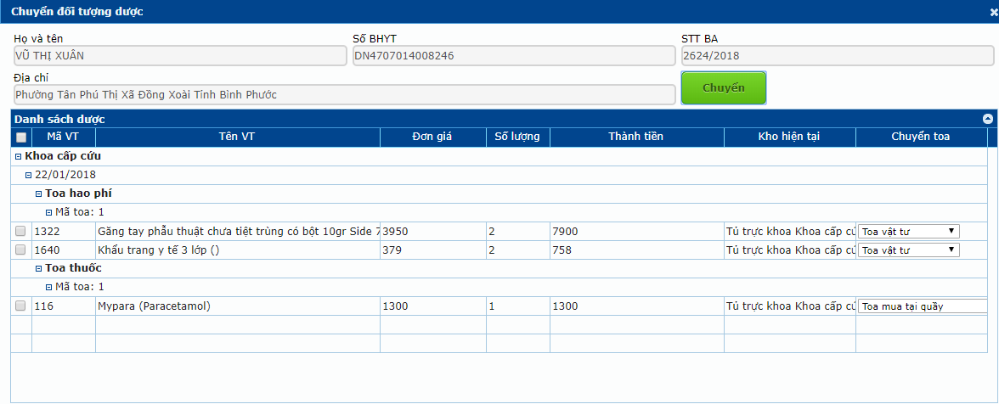 Chuyển đối tượng dược
Họ và tên Số BHYT STT BA
VŨ THỊ XUÂN DN4707014008246 2624/2018
Địa chỉ
Phường Tân Phú Thị Xã Đồng Xoài Tỉnh Bình Phước Chuyển
Danh sách dược
Mã VT Tên VT Đơn giá Số lượng Thành tiền Kho hiện tại Chuyển toa
Khoa cấp cứu
22/01/2018
Toa hao phí
Mã toa: 1
1322 Găng tay phẫu thuật chưa tiệt trùng có bột 10gr Side 7 3950 2 7900 Tủ trực khoa Khoa cấp cứ Toa vật tư
1640 Khẩu trang y tế 3 lớp () 379 2 758 Tủ trực khoa Khoa cấp cứ Toa vật tư
Toa thuốc
Mã toa: 1
116 Mypara (Paracetamol) 1300 1 1300 Tủ trực khoa Khoa cấp cứ Toa mua tại quầy